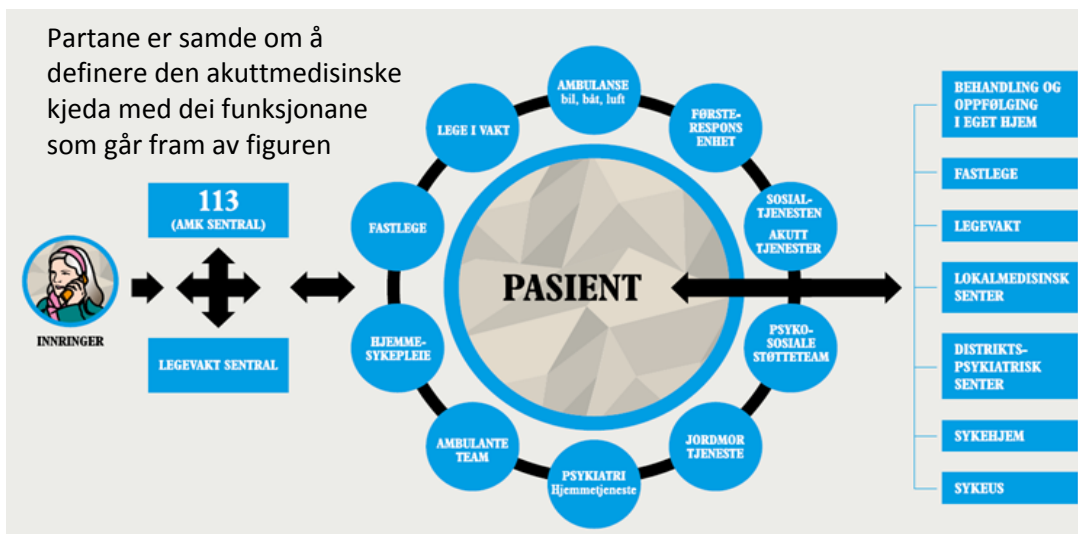 Partane er samde om å
definere den akuttmedisinske
kjeda med dei funksjonane
som går fram av figuren
INNRINGER
113
(AMK SENTRAL)
LEGEVAKT SENTRAL
AMBULANSE
bil, båt, luft
FØRSTE-
RESPONS
ENHET
SOSIAL-
TJENESTEN
AKUTT
TJENESTER
PSYKO-
SOSIALE
STØTTETEAM
JORDMOR
TJENESTE
PSYKIATRI
Hjemmetjeneste
AMBULANTE
TEAM
HJEMME-
SYKEPLEIE
FASTLEGE
LEGE I VAKT
PASIENT
BEHANDLING OG
OPPFØLGING
I EGET HJEM
FASTLEGE
LEGEVAKT
LOKALMEDISINSK
SENTER
DISTRIKTS-
PSYKIATRISK
SENTER
SYKEHJEM
SYKEUS